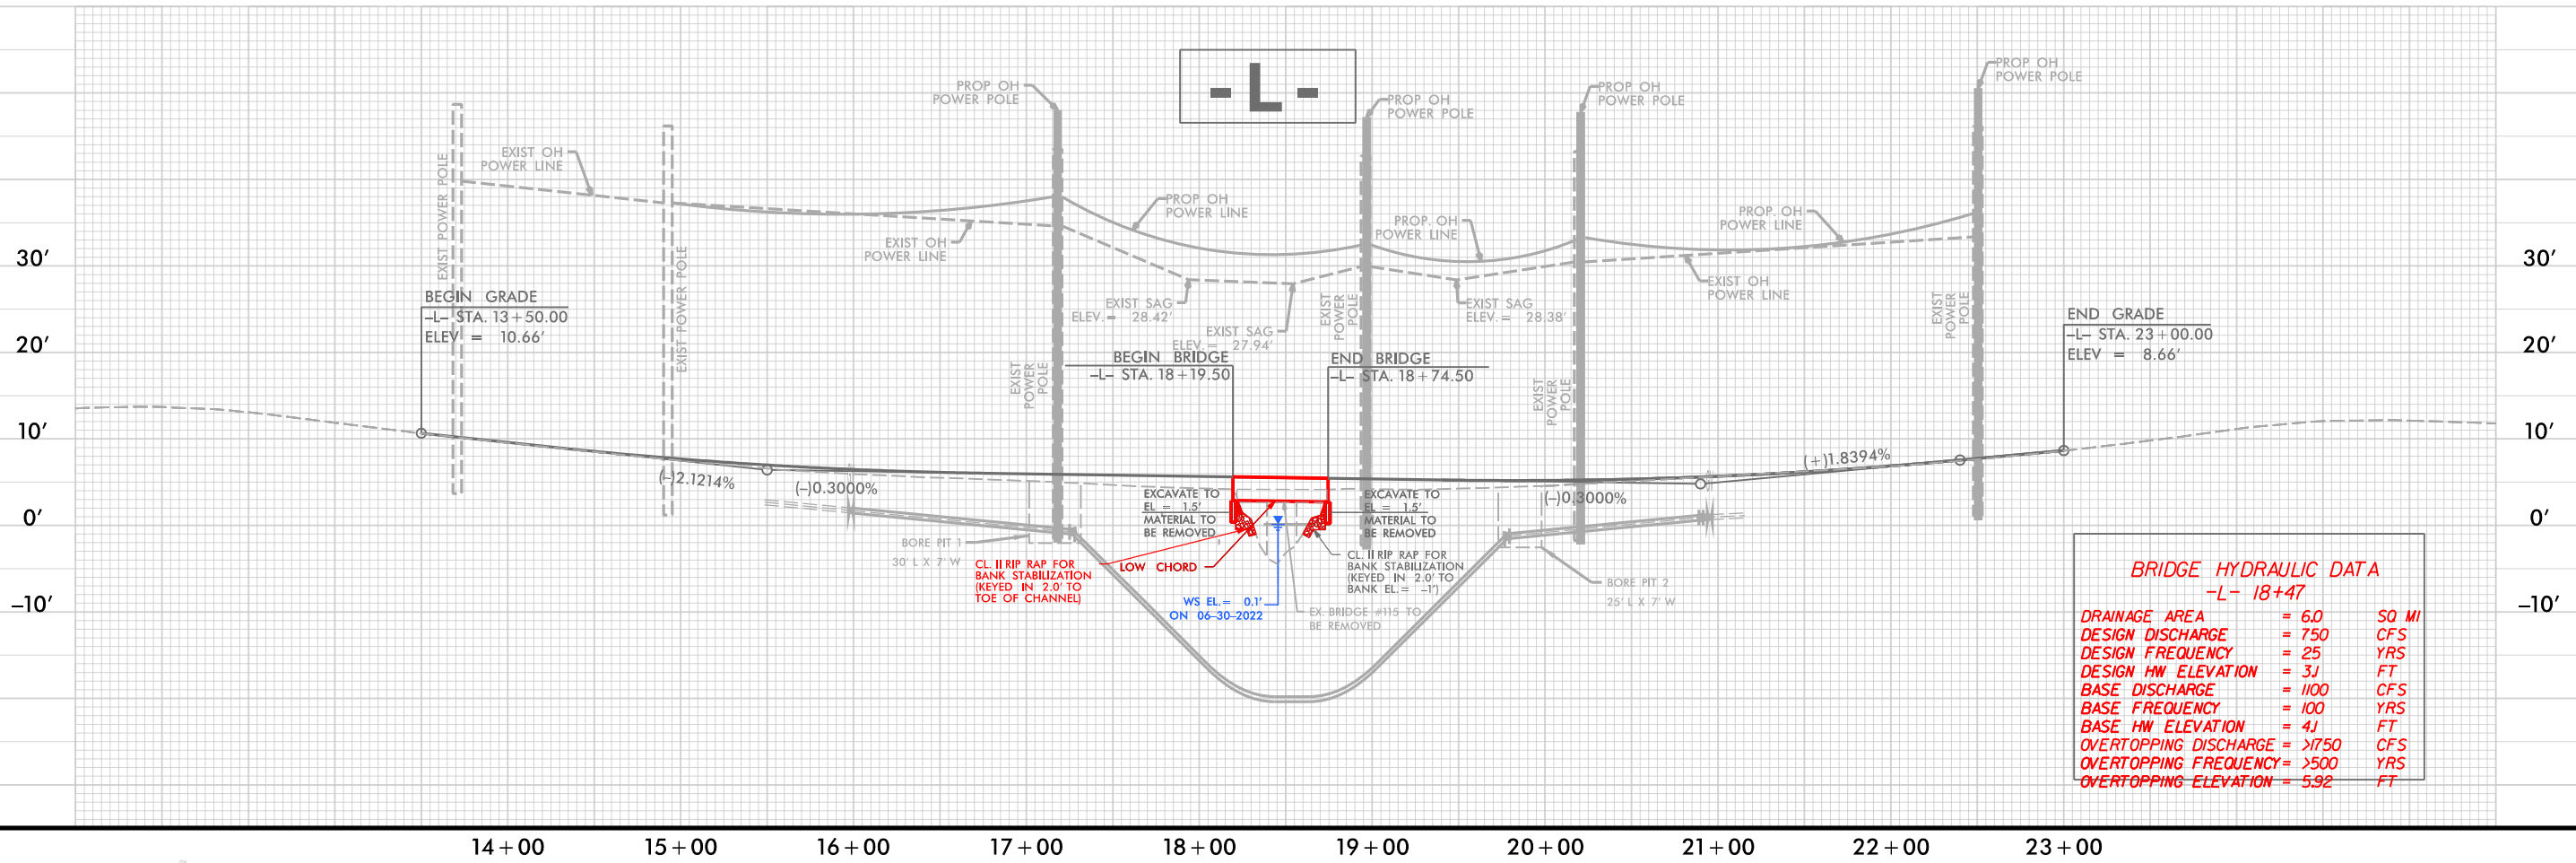 -L-
PROP OH
POWER POLE
PROP OH
POWER POLE
PROP OH
POWER POLE
PROP OH
POWER POLE
EXIST OH
POWER LINE
EXIST POWER POLE
EXIST POWER POLE
PROP OH
POWER LINE
EXIST OH
POWER LINE
PROP. OH
POWER LINE
PROP. OH
POWER LINE
EXIST OH
POWER LINE
30'
30'
20'
20'
10'
10'
0'
0'
-10'
-10'
BEGIN GRADE
-L- STA. 13+50.00
ELEV = 10.66'
EXIST SAG
ELEV. = 28.42'
EXIST SAG
ELEV. = 27.94'
EXIST SAG
ELEV. = 28.38'
EXIST
POWER
POLE
EXIST
POWER
POLE
EXIST
POWER
POLE
EXIST
POWER
POLE
BEGIN BRIDGE
-L- STA. 18+19.50
END BRIDGE
-L- STA. 18+74.50
END GRADE
-L- STA. 23+00.00
ELEV = 8.66'
(-)2.1214%
(-)0.3000%
(-)0.3000%
(+)1.8394%
EXCAVATE TO
EL = 1.5'
MATERIAL TO
BE REMOVED
EXCAVATE TO
EL = 1.5'
MATERIAL TO
BE REMOVED
BORE PIT 1
30' L X 7' W
CL. II RIP RAP FOR
BANK STABILIZATION
(KEYED IN 2.0' TO
TOE OF CHANNEL)
LOW CHORD
WS EL.= 0.1'
ON 06-30-2022
CL. II RIP RAP FOR
BANK STABILIZATION
(KEYED IN 2.0' TO
BANK EL.= -1')
EX. BRIDGE #115 TO
BE REMOVED
BORE PIT 2
25' L X 7' W
BRIDGE HYDRAULIC DATA
-L- 18+47
DRAINAGE AREA = 6.0 SQ MI
DESIGN DISCHARGE = 750 CFS
DESIGN FREQUENCY = 25 YRS
DESIGN HW ELEVATION = 3.1 FT
BASE DISCHARGE = 1100 CFS
BASE FREQUENCY = 100 YRS
BASE HW ELEVATION = 4.1 FT
OVERTOPPING DISCHARGE = >1750 CFS
OVERTOPPING FREQUENCY= >500 YRS
OVERTOPPING ELEVATION = 5.92 FT
14+00
15+00
16+00
17+00
18+00
19+00
20+00
21+00
22+00
23+00